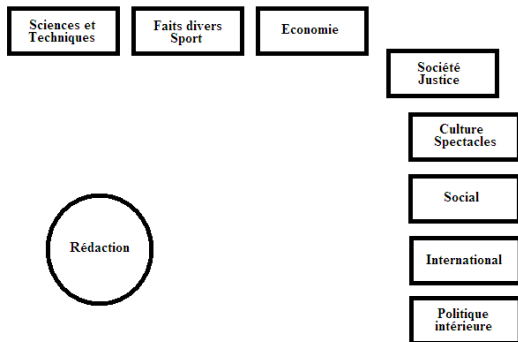 Sciences et
Techniques
Faits divers
Sport
Economie
Société
Justice
Culture
Spectacles
Social
Rédaction
International
Politique
intérieure